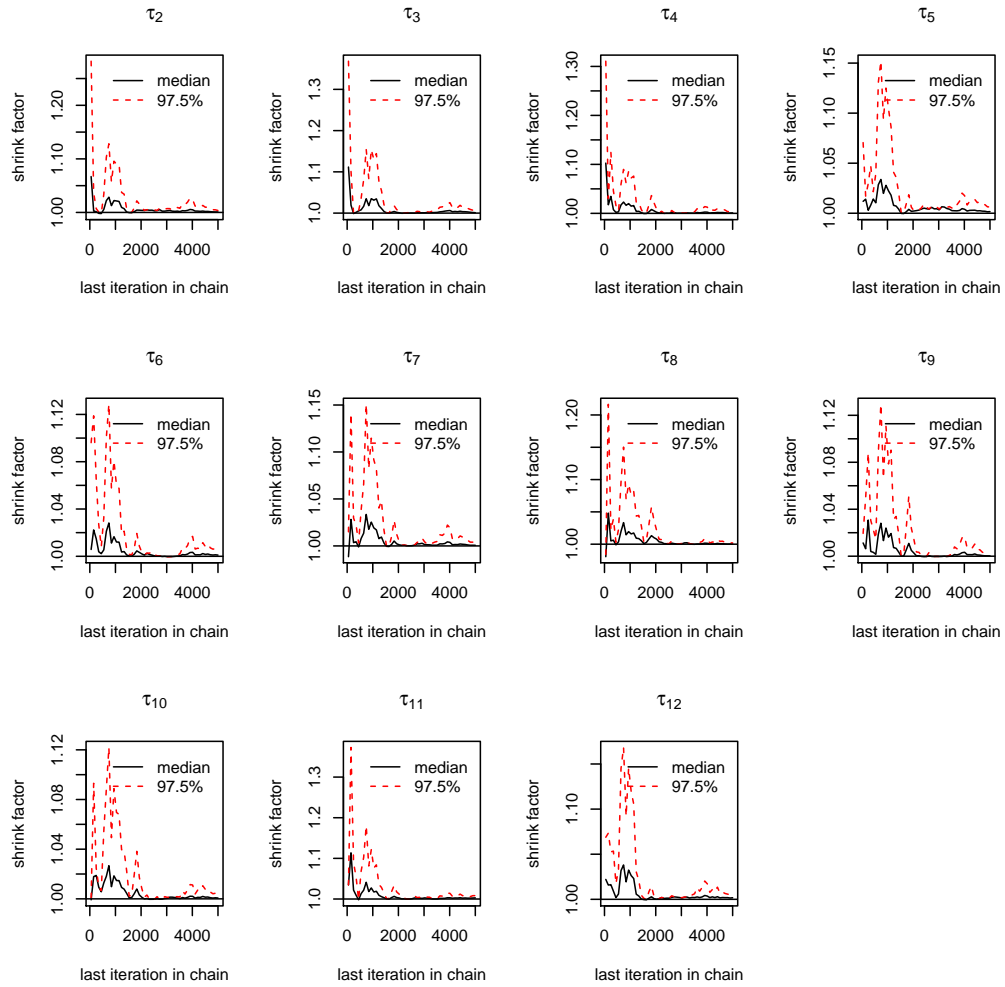 τ2 τ3 τ4 τ5
shrink factor 1.00 1.10 1.20 median 97.5% 0 2000 4000 last iteration in chain
shrink factor 1.0 1.1 1.2 1.3 median 97.5% 0 2000 4000 last iteration in chain
shrink factor 1.00 1.10 1.20 1.30 median 97.5% 0 2000 4000 last iteration in chain
shrink factor 1.00 1.05 1.10 1.15 median 97.5% 0 2000 4000 last iteration in chain
τ6 τ7 τ8 τ9
shrink factor 1.00 1.04 1.08 1.12 median 97.5% 0 2000 4000 last iteration in chain
shrink factor 1.00 1.05 1.10 1.15 median 97.5% 0 2000 4000 last iteration in chain
shrink factor 1.00 1.10 1.20 median 97.5% 0 2000 4000 last iteration in chain
shrink factor 1.00 1.04 1.08 1.12 median 97.5% 0 2000 4000 last iteration in chain
τ10 τ11 τ12
shrink factor 1.00 1.04 1.08 1.12 median 97.5% 0 2000 4000 last iteration in chain
shrink factor 1.0 1.1 1.2 1.3 median 97.5% 0 2000 4000 last iteration in chain
shrink factor 1.00 1.10 median 97.5% 0 2000 4000 last iteration in chain